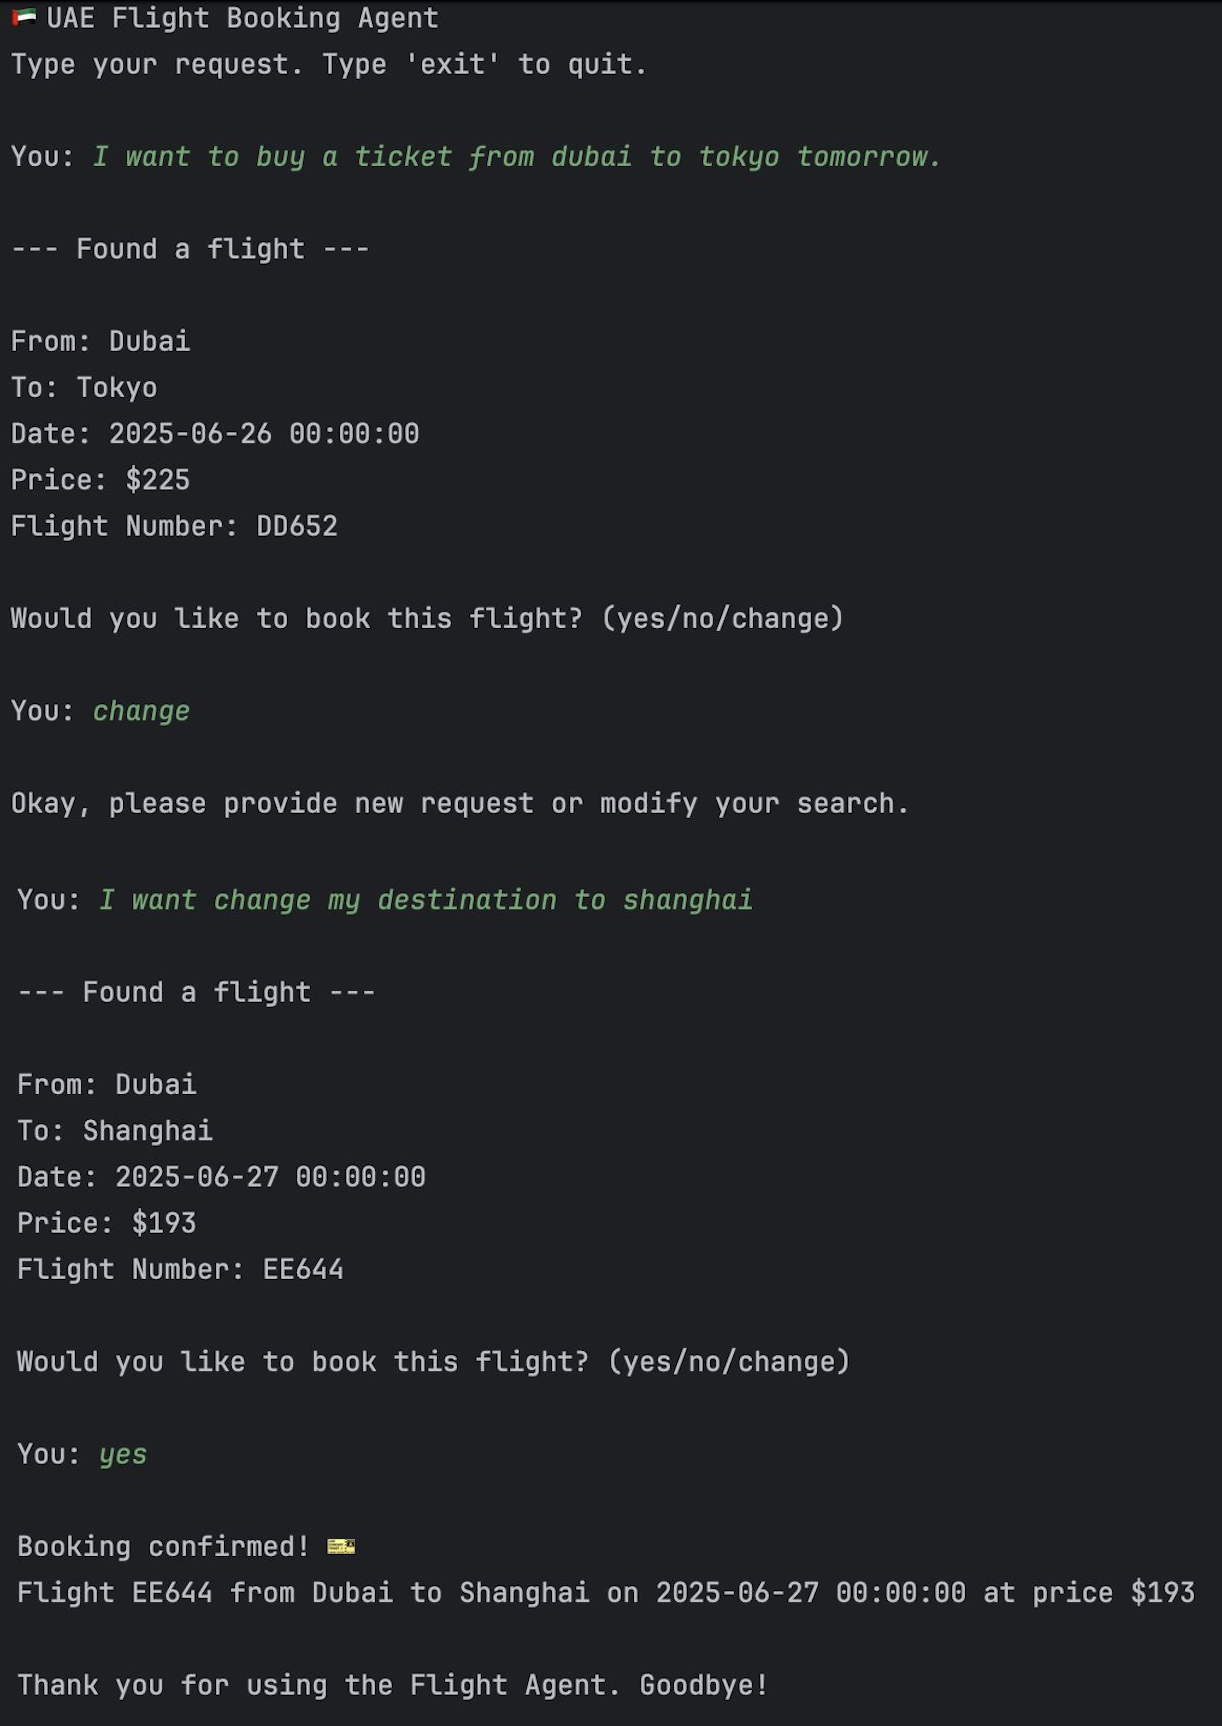 UAE Flight Booking Agent
Type your request. Type 'exit' to quit.
You: I want to buy a ticket from dubai to tokyo tomorrow.
--- Found a flight ---
From: Dubai
To: Tokyo
Date: 2025-06-26 00:00:00
Price: $225
Flight Number: DD652
Would you like to book this flight? (yes/no/change)
You: change
Okay, please provide new request or modify your search.
You: I want change my destination to shanghai
--- Found a flight ---
From: Dubai
To: Shanghai
Date: 2025-06-27 00:00:00
Price: $193
Flight Number: EE644
Would you like to book this flight? (yes/no/change)
You: yes
Booking confirmed! 🎫
Flight EE644 from Dubai to Shanghai on 2025-06-27 00:00:00 at price $193
Thank you for using the Flight Agent. Goodbye!